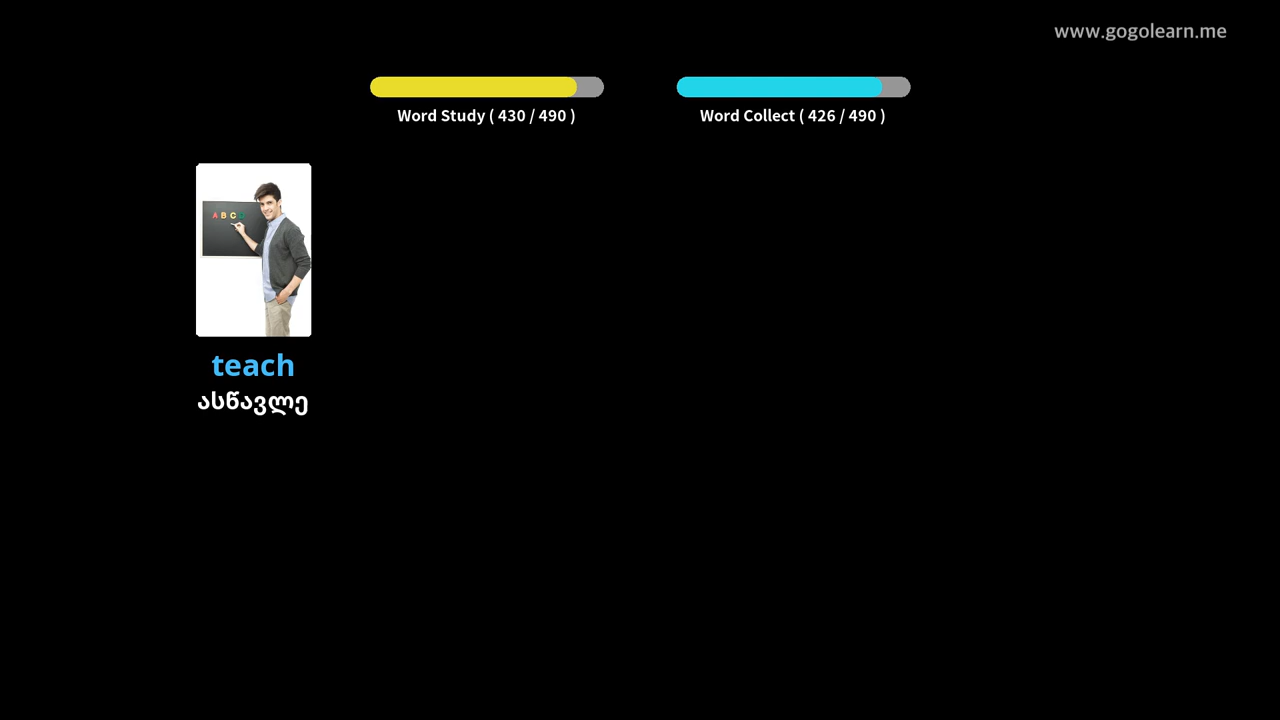 www.gogolearn.me
Word Study ( 430 / 490 )
Word Collect ( 426 / 490 )
A B C D
teach
ასწავლე